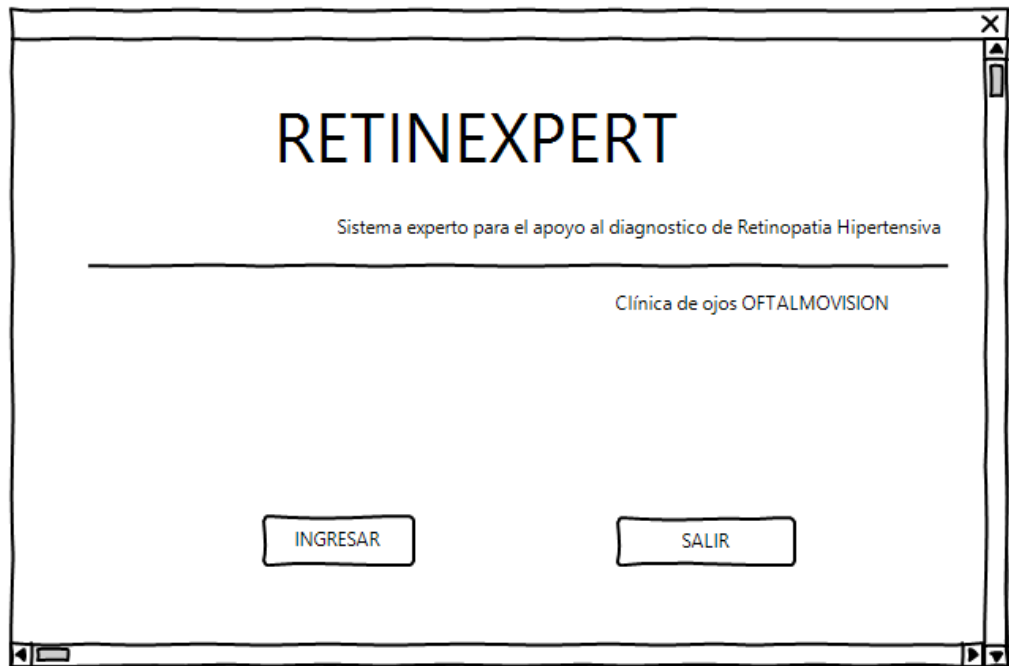 RETINEXPERT
Sistema experto para el apoyo al diagnostico de Retinopatia Hipertensiva
Clínica de ojos OFTALMOVISION
INGRESAR
SALIR